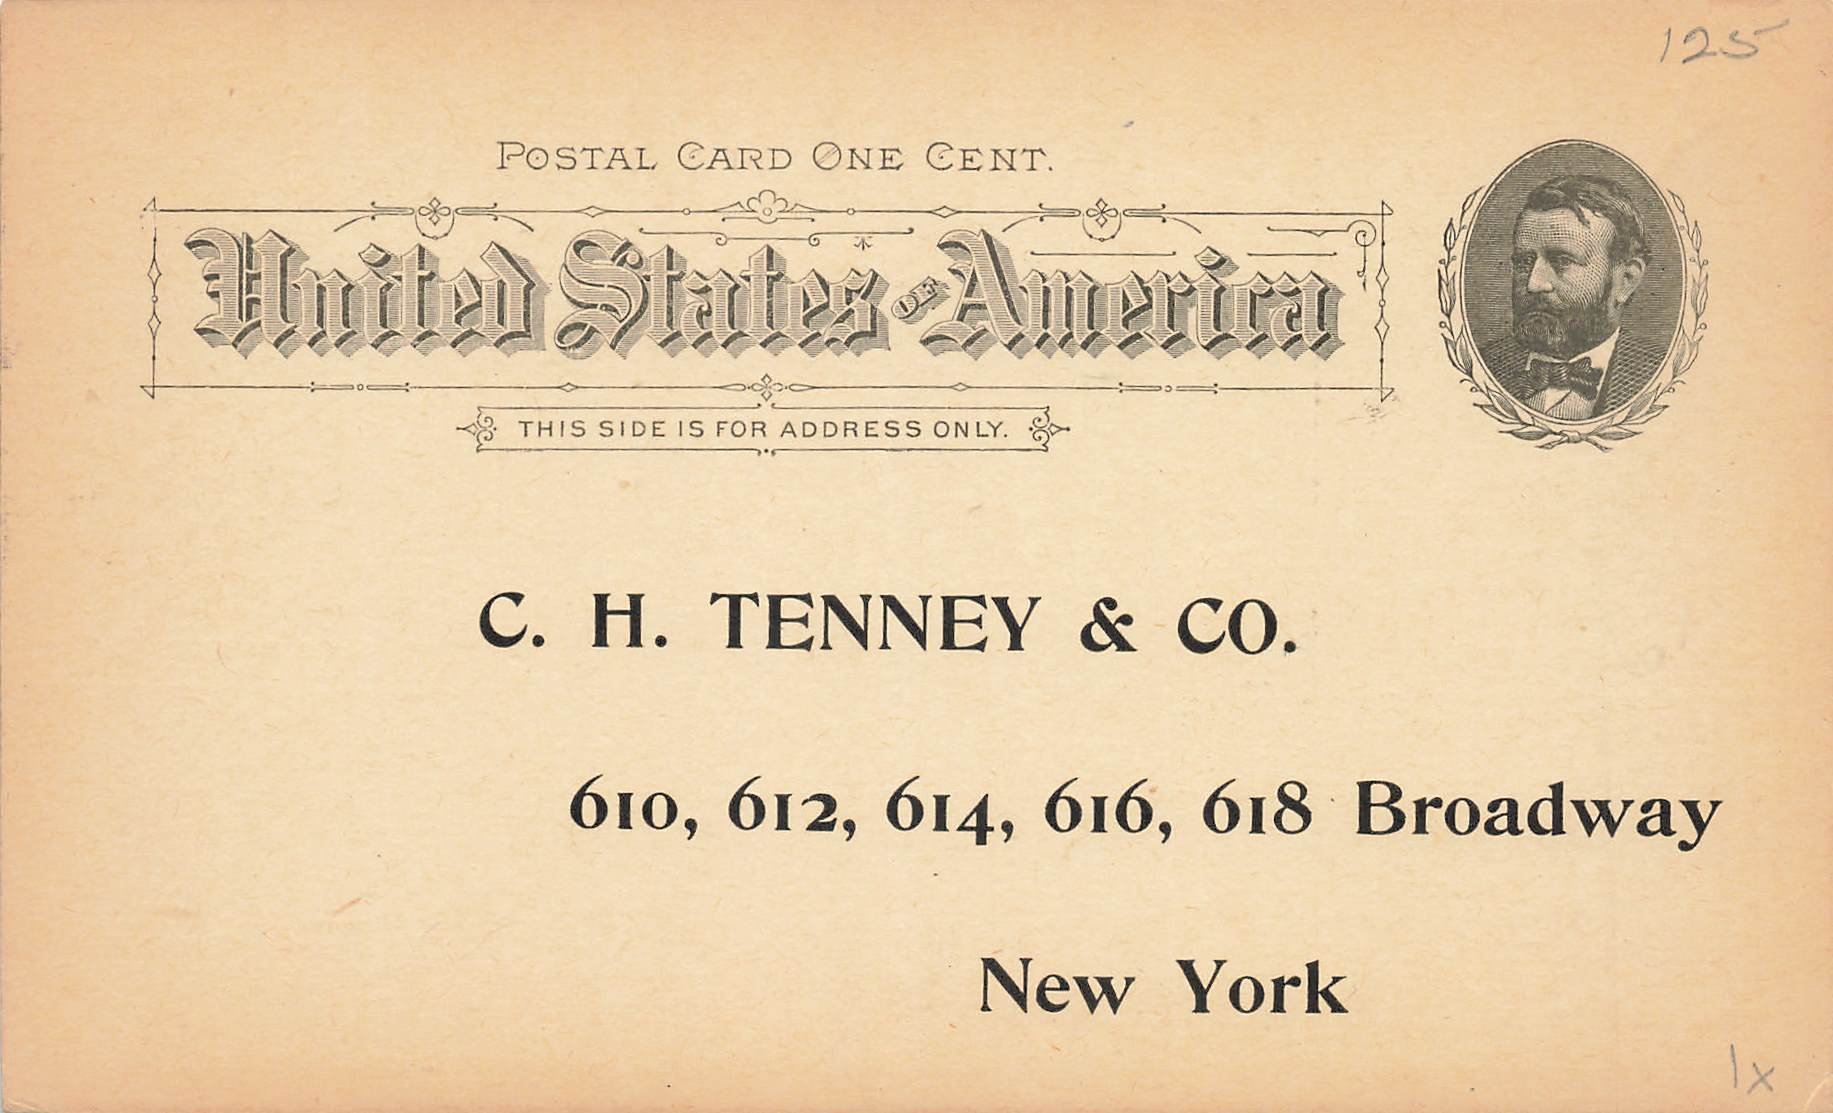 125
POSTAL CARD ONE CENT.
United States OF America
THIS SIDE IS FOR ADDRESS ONLY.
C. H. TENNEY & CO.
610, 612, 614, 616, 618 Broadway
New York
1x